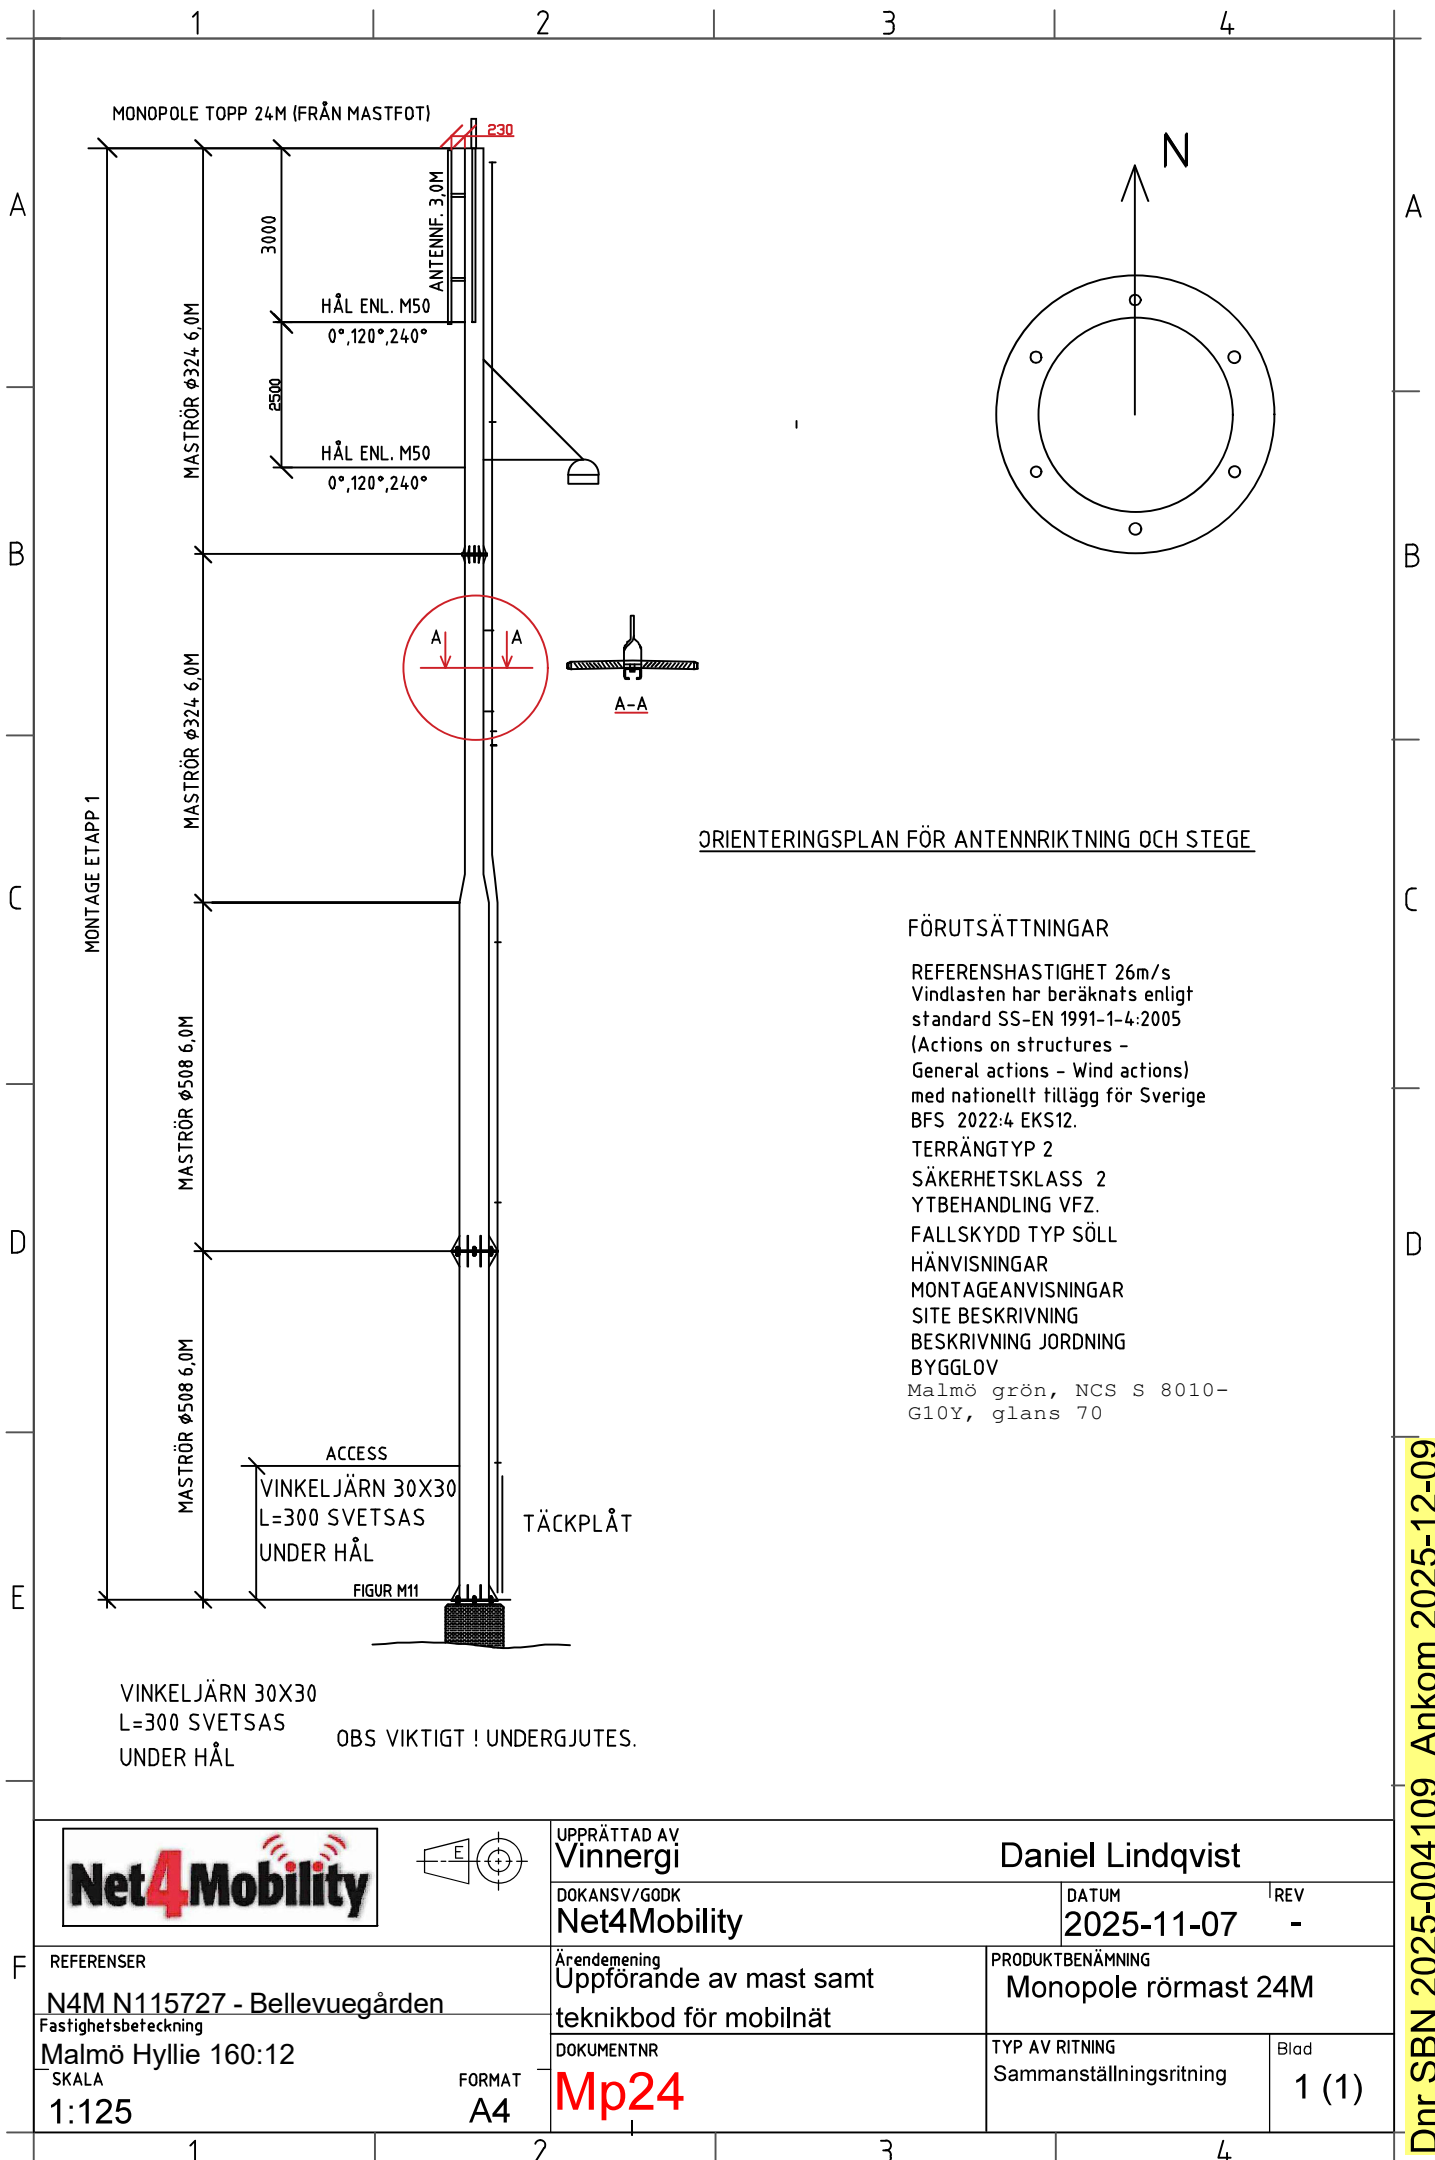 1 2 3 4
MONOPOLE TOPP 24M (FRÅN MASTFOT)
230
N
A
A
3000
ANTENNF. 3,0M
HÅL ENL. M50
0°,120°,240°
MASTRÖR ø324 6,0M
2500
HÅL ENL. M50
0°,120°,240°
B
B
A A
A-A
MASTRÖR ø324 6,0M
MONTAGE ETAPP 1
ORIENTERINGSPLAN FÖR ANTENNRIKTNING OCH STEGE
C
C
FÖRUTSÄTTNINGAR
REFERENSHASTIGHET 26m/s
Vindlasten har beräknats enligt
standard SS-EN 1991-1-4:2005
(Actions on structures -
General actions - Wind actions)
med nationellt tillägg för Sverige
BFS 2022:4 EKS12.
TERRÄNGTYP 2
SÄKERHETSKLASS 2
YTBEHANDLING VFZ.
FALLSKYDD TYP SÖLL
HÄNVISNINGAR
MONTAGEANVISNINGAR
SITE BESKRIVNING
BESKRIVNING JORDNING
BYGGLOV
Malmö grön, NCS S 8010-
G10Y, glans 70
MASTRÖR ø508 6,0M
D
D
MASTRÖR ø508 6,0M
ACCESS
VINKELJÄRN 30X30
L=300 SVETSAS
UNDER HÅL
TÄCKPLÅT
FIGUR M11
E
VINKELJÄRN 30X30
L=300 SVETSAS
UNDER HÅL
OBS VIKTIGT ! UNDERGJUTES.
Dnr SBN 2025-004109 Ankom 2025-12-09
Net4Mobility
E
UPPRÄTTAD AV
Vinnergi
Daniel Lindqvist
DOKANSV/GODK
Net4Mobility
DATUM
2025-11-07
REV
-
F
REFERENSER
N4M N115727 - Bellevuegården
Ärendemening
Uppförande av mast samt
teknikbod för mobilnät
PRODUKTBENÄMNING
Monopole rörmast 24M
Fastighetsbeteckning
Malmö Hyllie 160:12
SKALA
1:125
FORMAT
A4
DOKUMENTNR
Mp24
TYP AV RITNING
Sammanställningsritning
Blad
1 (1)
1 2 3 4